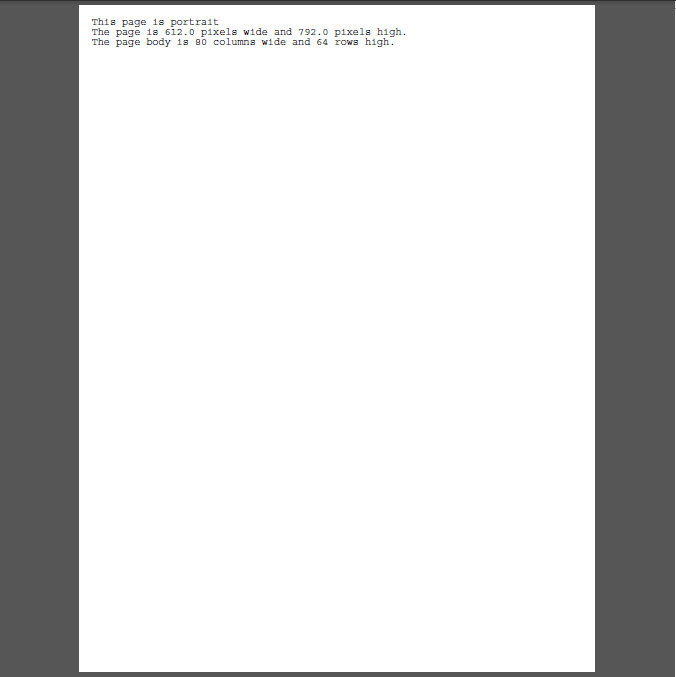 This page is portrait
The page is 612.0 pixels wide and 792.0 pixels high.
The page body is 80 columns wide and 64 rows high.